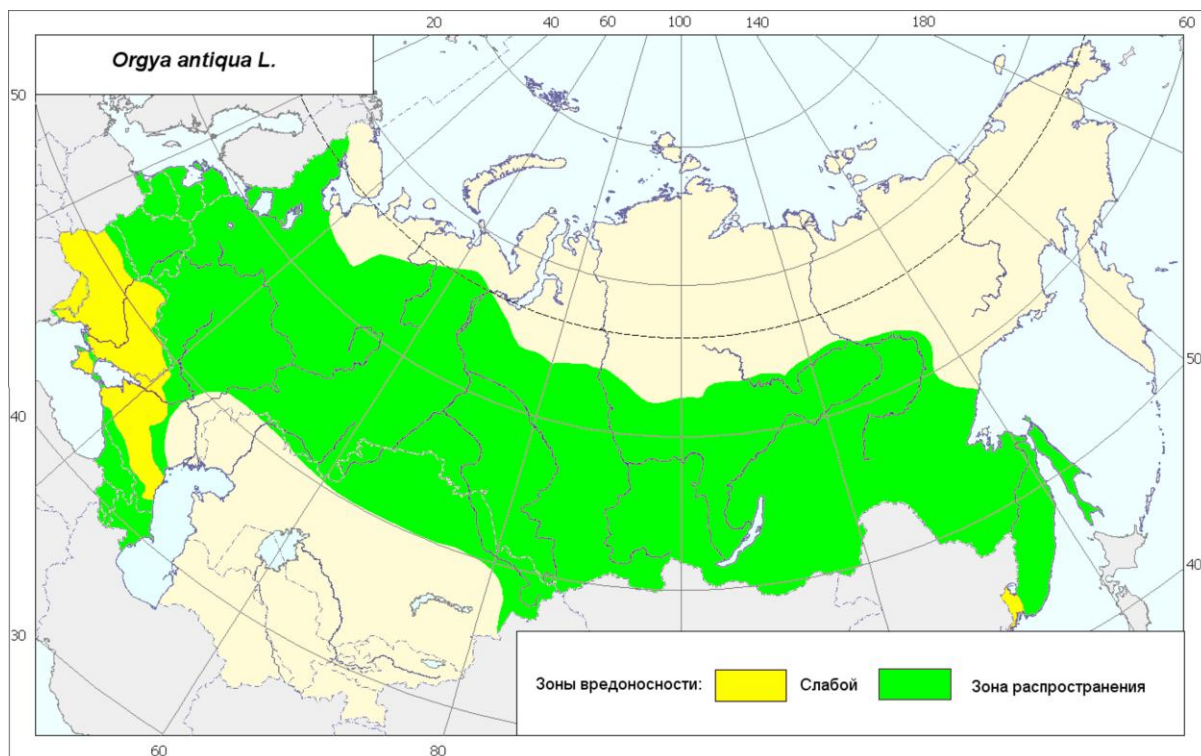 20 40 60 100 140 180 60
Orgya antiqua L.
50
50
40
40
30
Зоны вредоносности: Слабой Зона распространения
60 80